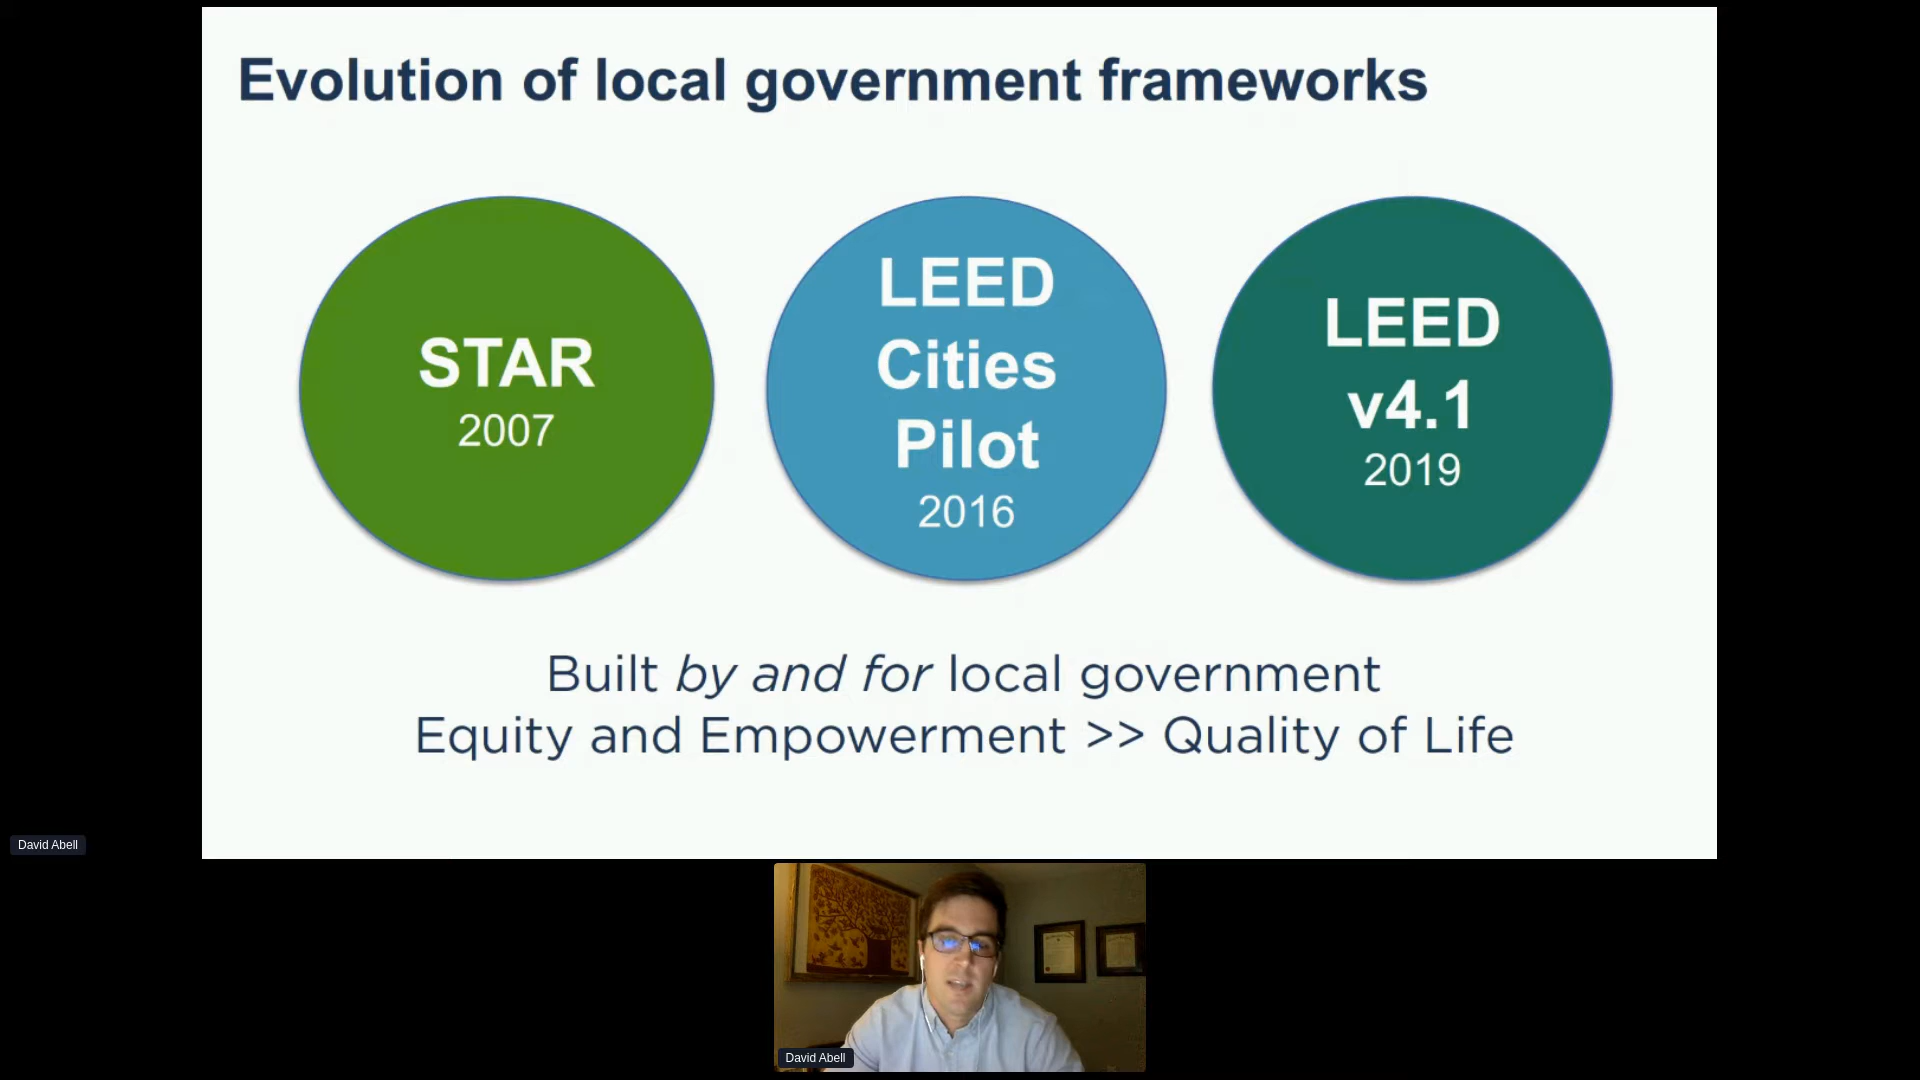 Evolution of local government frameworks
STAR
2007
LEED
Cities
Pilot
2016
LEED
v4.1
2019
Built by and for local government
Equity and Empowerment >> Quality of Life
David Abell
David Abell